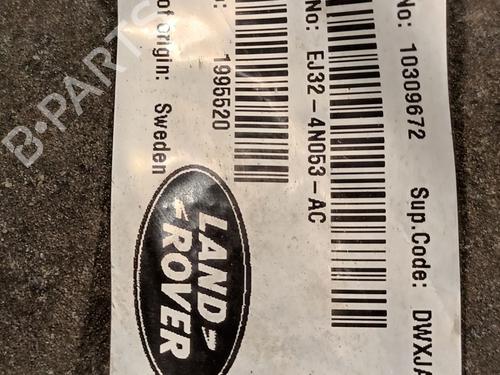 No: 10309672 Sup.Code: DWXJA
No: EJ32-4N053-AC
1995520
of origin: Sweden
LAND
ROVER
B-PARTS